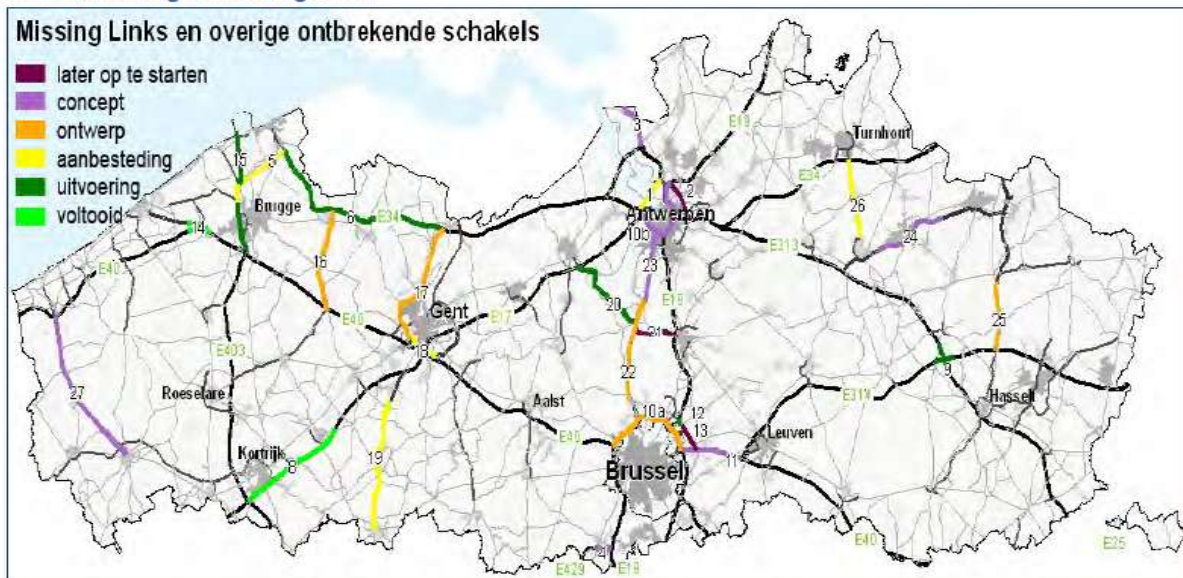 Missing Links en overige ontbrekende schakels
later op te starten
concept
ontwerp
aanbesteding
uitvoering
voltooid
3
E19
Turnhout
15
5
1
2
E34
Brugge
6
E34
Antwerpen
26
14
10b
24
E313
E40
16
23
17
Gent
20
E19
E40
E17
21
25
18
E403
22
9
Roeselare
Aalst
10a
12
Hasselt
27
13
Leuven
E40
Kortrijk
11
8
19
Brussel
E40
E25
E429
E19